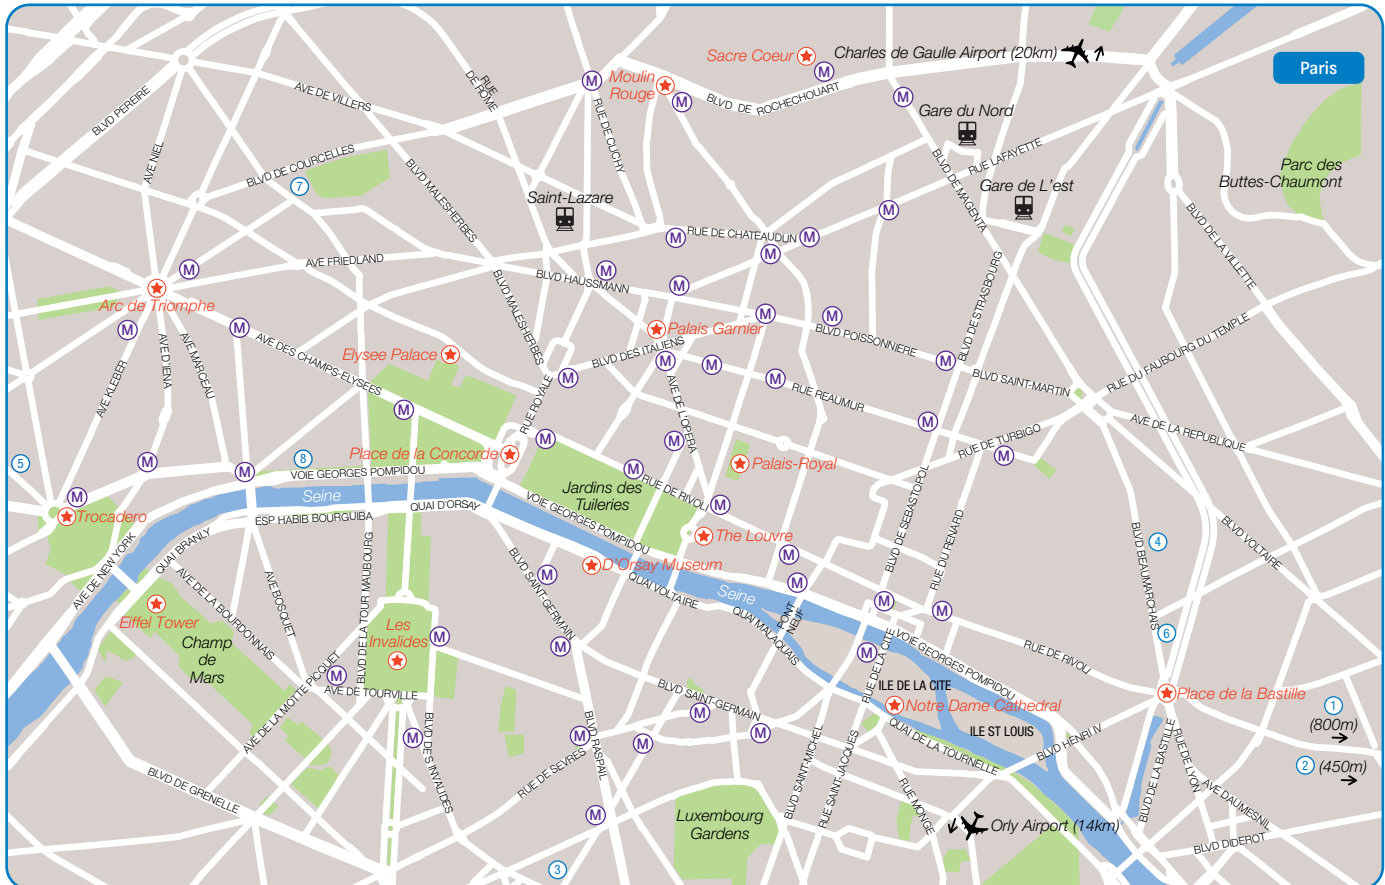 Sacre Coeur
Charles de Gaulle Airport (20km)
Paris
Moulin
Rouge
M
M
M
M
RUE
DE ROME
AVE DE VILLERS
BLVD PEREIRE
BLVD DE ROCHECHOUART
Gare du Nord
RUE DE CLICHY
AVE NIEL
BLVD DE COURCELLES
7
BLVD MALESHERBES
RUE LAFAYETTE
BLVD DE MAGENTA
Gare de L'est
Parc des
Buttes-Chaumont
Saint-Lazare
M
BLVD DE LA VILLETTE
M
RUE DE CHATEAUDUN
M
M
AVE FRIEDLAND
M
M
BLVD HAUSSMANN
M
Arc de Triomphe
BLVD MALESHERBES
BLVD DE STRASBOURG
M
M
M
M
Palais Garnier
BLVD POISSONNIERE
RUE DU FAUBOURG DU TEMPLE
AVE DES CHAMPS-ELYSEES
Elysee Palace
BLVD DES ITALIENS
M
M
M
AVE KLEBER
AVE D'IENA
AVE MARCEAU
M
M
RUE REAUMUR
BLVD SAINT-MARTIN
M
RUE ROYALE
AVE DE L'OPERA
M
RUE DE TURBIGO
AVE DE LA REPUBLIQUE
M
M
M
5
M
8
Place de la Concorde
M
Palais-Royal
M
VOIE GEORGES POMPIDOU
RUE DE RIVOLI
M
Seine
Jardins des
Tuileries
M
Trocadero
ESP HABIB BOURGUIBA
QUAI D'ORSAY
VOIE GEORGES POMPIDOU
The Louvre
BLVD DE SEBASTOPOL
RUE DU RENARD
BLVD BEAUMARCHAIS
4
BLVD VOLTAIRE
AVE DE NEW YORK
QUAI BRANLY
AVE DE LA BOURDONNAIS
AVE BOSQUET
BLVD DE LA TOUR MAUBOURG
BLVD SAINT GERMAIN
M
D'Orsay Museum
M
QUAI VOLTAIRE
Seine
M
PONT
NEUF
M
M
Eiffel Tower
Champ
de
Mars
Les
Invalides
M
M
QUAI MALAQUAIS
M
RUE DE LA CITE
VOIE GEORGES POMPIDOU
RUE DE RIVOLI
6
M
AVE DE TOURVILLE
AVE DE LA MOTTE PICQUET
ILE DE LA CITE
Notre Dame Cathedral
Place de la Bastille
1
(800m)
BLVD SAINT-GERMAIN
M
M
M
M
M
ILE ST LOUIS
QUAI DE LA TOURNELLE
BLVD HENRI IV
2
(450m)
BLVD DES INVALIDES
BLVD RASPAIL
RUE DE SEVRES
BLVD SAINT-MICHEL
RUE SAINT-JACQUES
BLVD DE LA BASTILLE
RUE DE LYON
AVE DAUMESNIL
BLVD DE GRENELLE
M
Luxembourg
Gardens
RUE MONGE
Orly Airport (14km)
BLVD DIDEROT
3